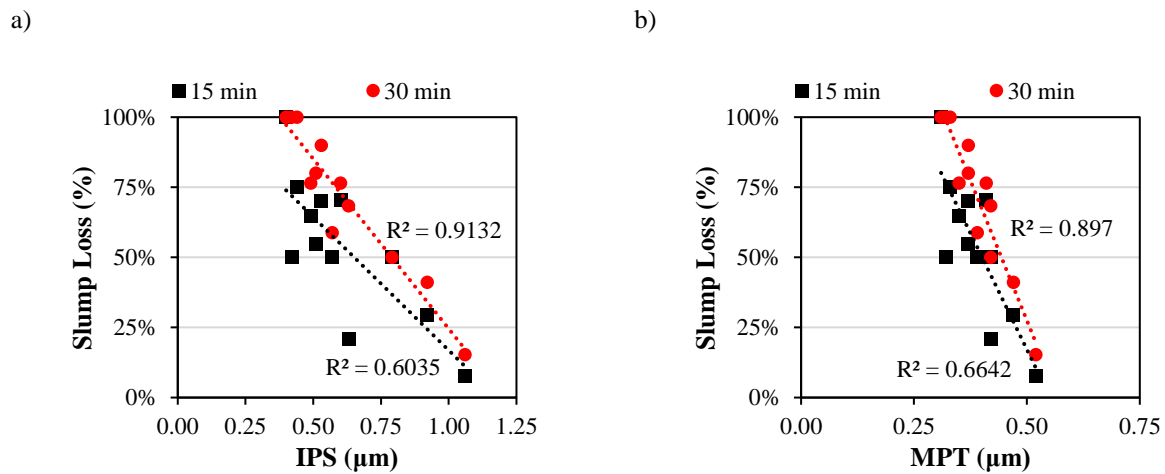 a)
15 min
30 min
100%
75%
50%
25%
0%
Slump Loss (%)
R² = 0.9132
R² = 0.6035
0.00
0.25
0.50
0.75
1.00
1.25
IPS (μm)
b)
15 min
30 min
100%
75%
50%
25%
0%
Slump Loss (%)
R² = 0.897
R² = 0.6642
0.00
0.25
0.50
0.75
MPT (μm)